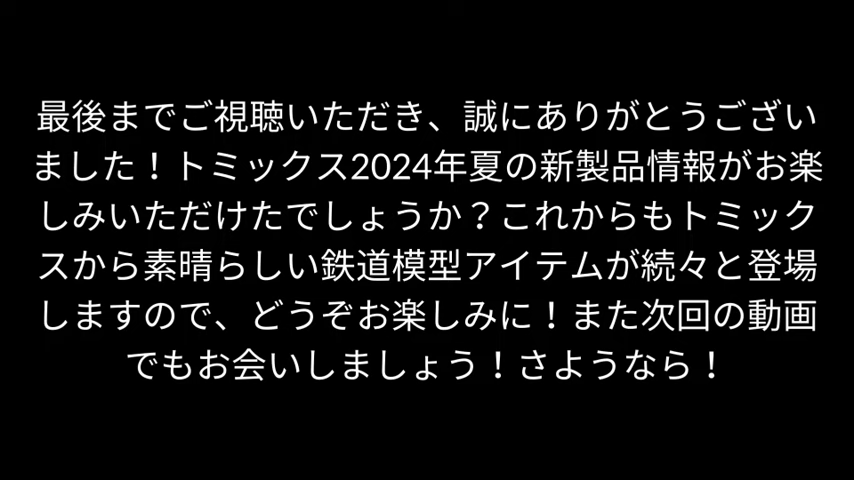 最後までご視聴いただき、誠にありがとうござい
ました！トミックス2024年夏の新製品情報がお楽
しみいただけたでしょうか？これからもトミック
スから素晴らしい鉄道模型アイテムが続々と登場
しますので、どうぞお楽しみに！また次回の動画
でもお会いしましょう！さようなら！